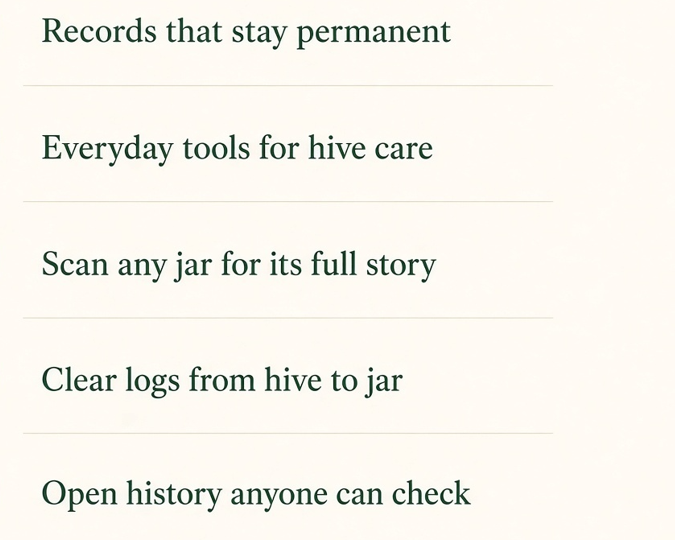 Records that stay permanent
Everyday tools for hive care
Scan any jar for its full story
Clear logs from hive to jar
Open history anyone can check